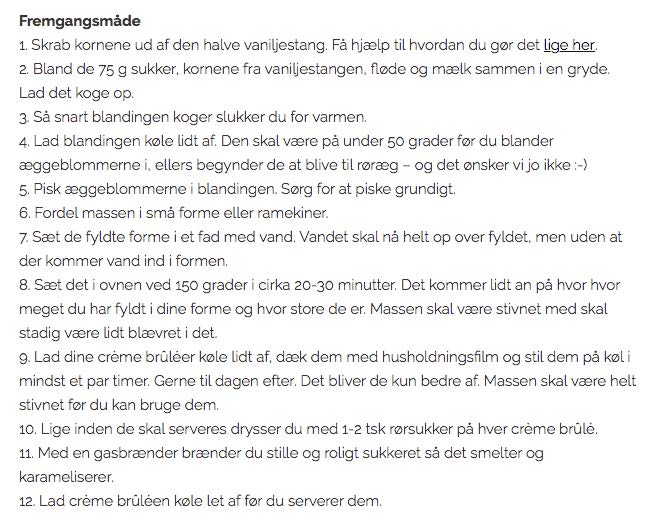 Fremgangsmåde
1. Skrab kornene ud af den halve vaniljestang. Få hjælp til hvordan du gør det lige her.
2. Bland de 75 g sukker, kornene fra vaniljestangen, fløde og mælk sammen i en gryde.
Lad det koge op.
3. Så snart blandingen koger slukker du for varmen.
4. Lad blandingen køle lidt af. Den skal være på under 50 grader før du blander
æggeblommerne i, ellers begynder de at blive til røræg – og det ønsker vi jo ikke :-)
5. Pisk æggeblommerne i blandingen. Sørg for at piske grundigt.
6. Fordel massen i små forme eller ramekiner.
7. Sæt de fyldte forme i et fad med vand. Vandet skal nå helt op over fyldet, men uden at
der kommer vand ind i formen.
8. Sæt det i ovnen ved 150 grader i cirka 20-30 minutter. Det kommer lidt an på hvor hvor
meget du har fyldt i dine forme og hvor store de er. Massen skal være stivnet med skal
stadig være lidt blævret i det.
9. Lad dine crème brûléer køle lidt af, dæk dem med husholdningsfilm og stil dem på køl i
mindst et par timer. Gerne til dagen efter. Det bliver de kun bedre af. Massen skal være helt
stivnet før du kan bruge dem.
10. Lige inden de skal serveres drysser du med 1-2 tsk rørsukker på hver crème brûlé.
11. Med en gasbrænder brænder du stille og roligt sukkeret så det smelter og
karameliserer.
12. Lad crème brûléen køle let af før du serverer dem.